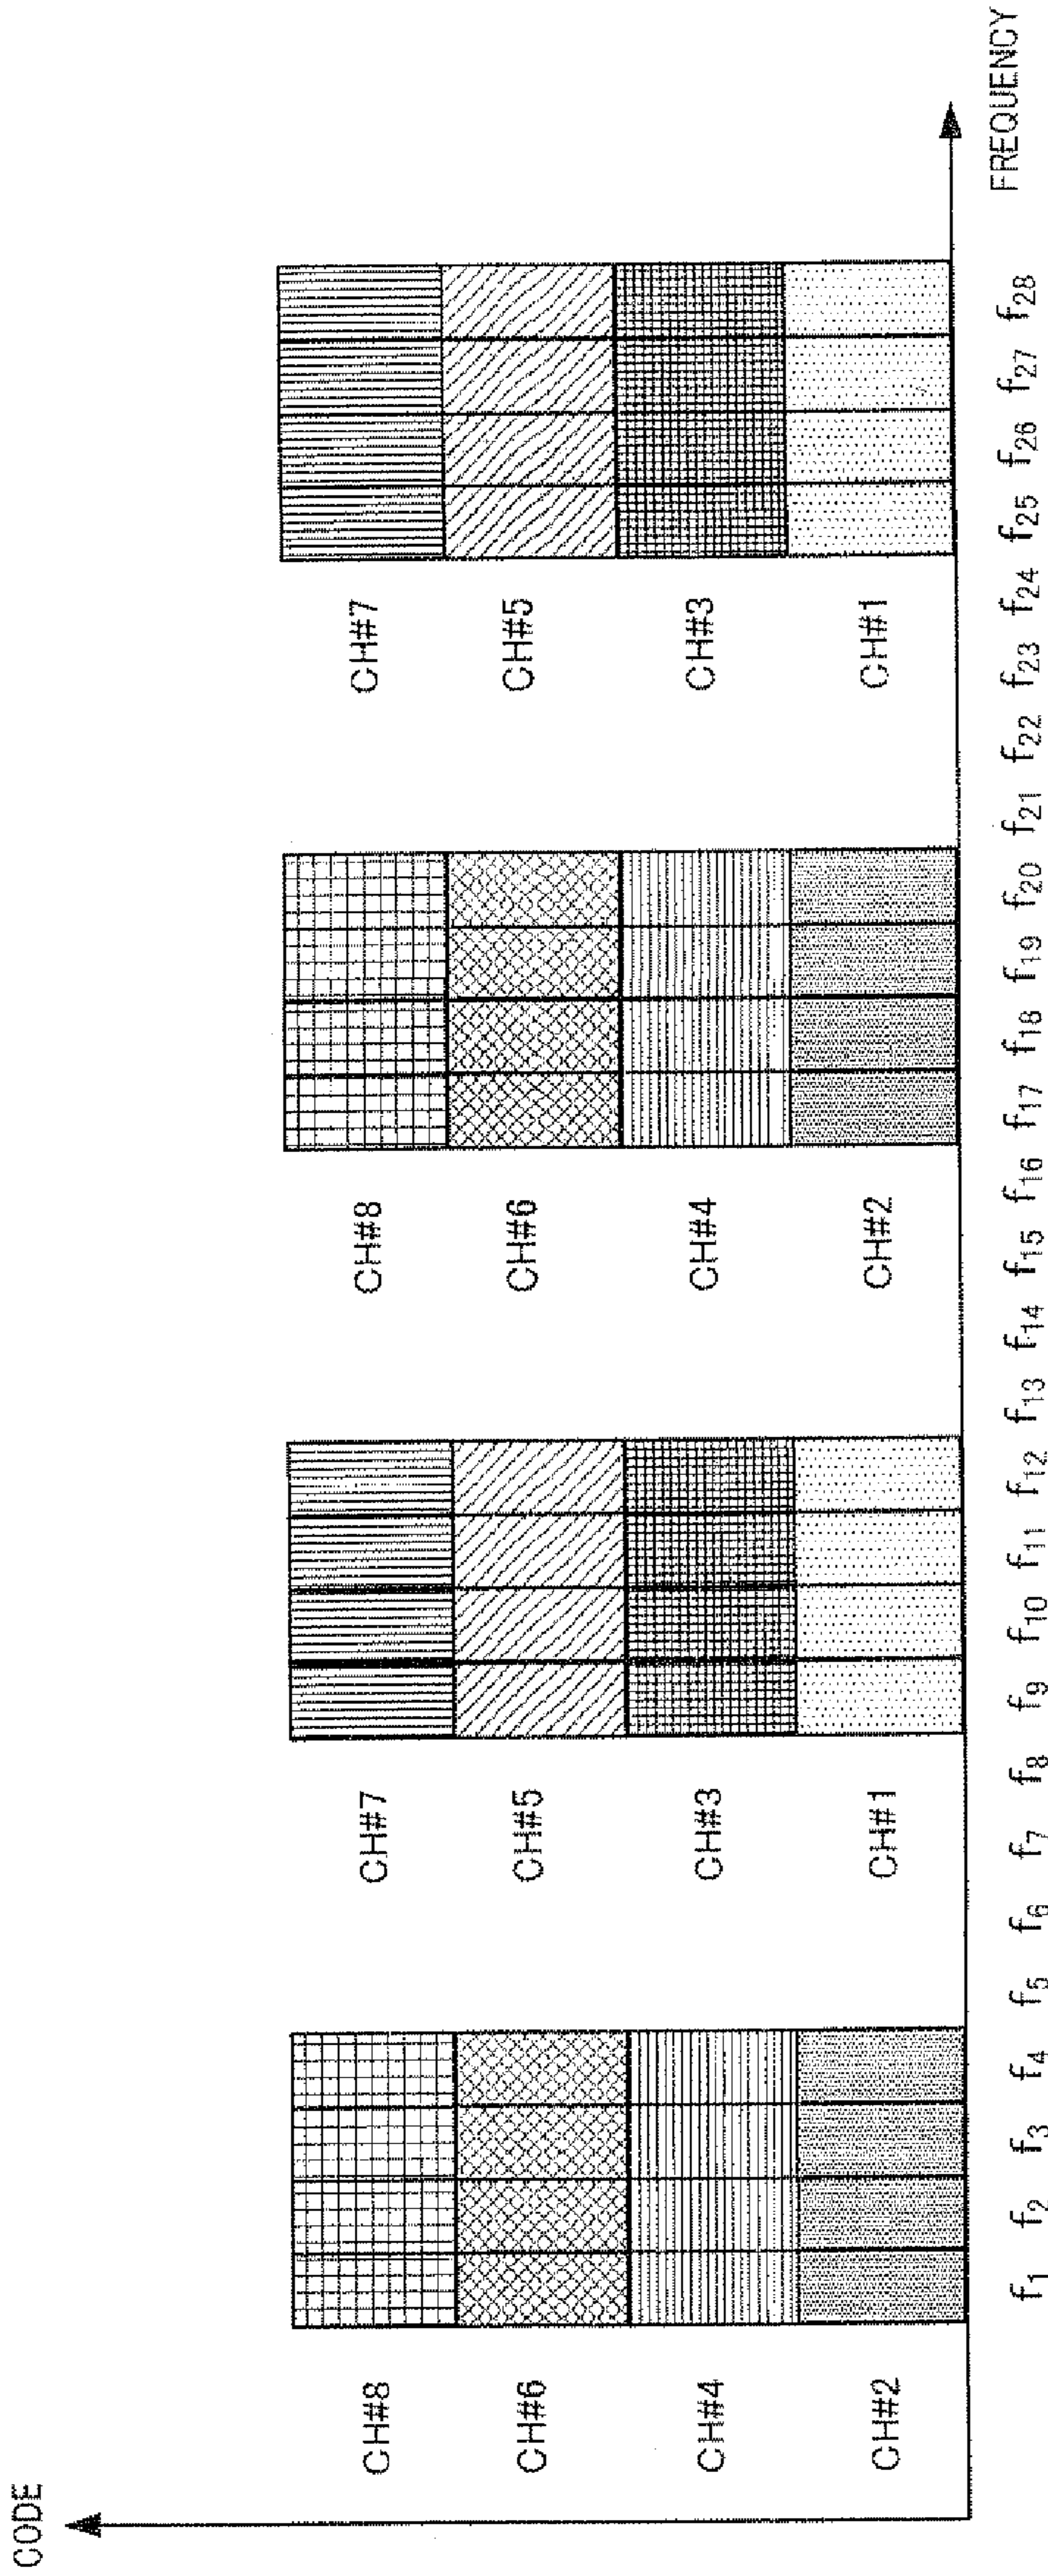 CODE
CH#8 CH#7 CH#8 CH#7
CH#6 CH#5 CH#6 CH#5
CH#4 CH#3 CH#4 CH#3
CH#2 CH#1 CH#2 CH#1
f1 f2 f3 f4 f5 f6 f7 f8 f9 f10 f11 f12 f13 f14 f15 f16 f17 f18 f19 f20 f21 f22 f23 f24 f25 f26 f27 f28
FREQUENCY